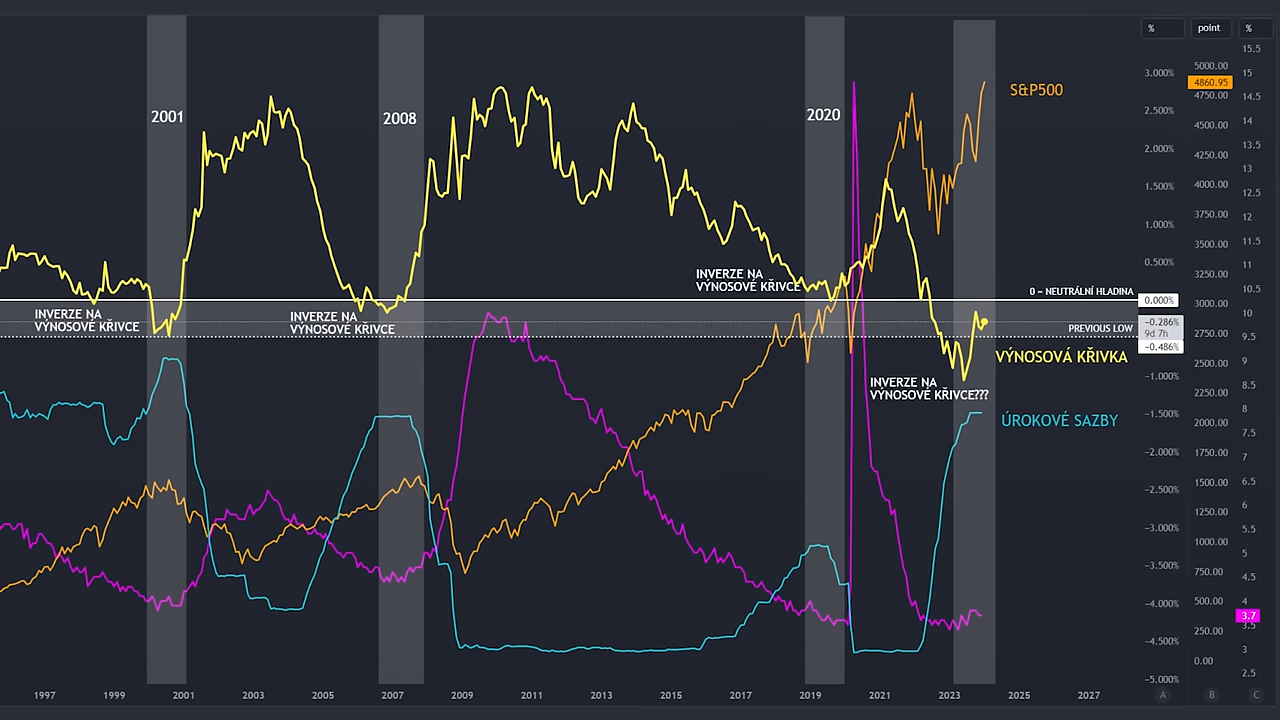 % point %
15.5
5000.00
3.000% 15
4860.95
4750.00 14.5
S&P500
2001 2008 2020
2.500% 4500.00 14
13.5
2.000% 4250.00
13
1.500% 4000.00
12.5
3750.00 12
1.000%
3500.00 11.5
0.500% 11
INVERZE NA
VÝNOSOVÉ KŘIVCE
3250.00
10.5
0 = NEUTRÁLNÍ HLADINA
0.000% 3000.00
INVERZE NA
VÝNOSOVÉ KŘIVCE
INVERZE NA
VÝNOSOVÉ KŘIVCE
10
−0.286%
9d 7h
PREVIOUS LOW
2750.00 9.5
−0.486%
VÝNOSOVÁ KŘIVKA
2500.00 9
−1.000%
INVERZE NA
VÝNOSOVÉ KŘIVCE???
2250.00 8.5
−1.500% 8
ÚROKOVÉ SAZBY
2000.00
7.5
−2.000% 1750.00
7
−2.500% 1500.00 6.5
6
1250.00
−3.000% 5.5
1000.00
5
−3.500% 750.00
4.5
−4.000% 500.00 4
3.7
3.5
250.00
−4.500% 3
00.00
−5.000% 2.5
1997 1999 2001 2003 2005 2007 2009 2011 2013 2015 2017 2019 2021 2023 2025 2027 A B C